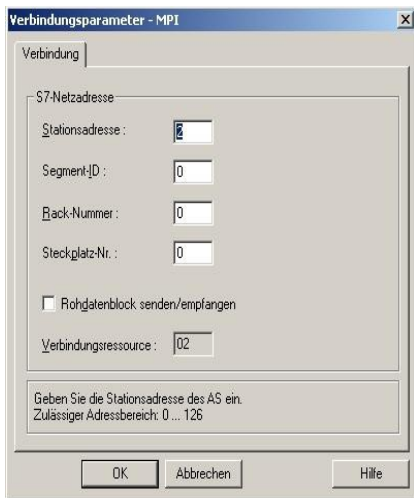 Verbindungsparameter - MPI
Verbindung
S7-Netzadresse
Stationsadresse : 2
Segment-ID : 0
Rack-Nummer : 0
Steckplatz-Nr. : 0
Rohdatenblock senden/empfangen
Verbindungsressource : 02
Geben Sie die Stationsadresse des AS ein.
Zulässiger Adressbereich: 0 ... 126
OK Abbrechen Hilfe